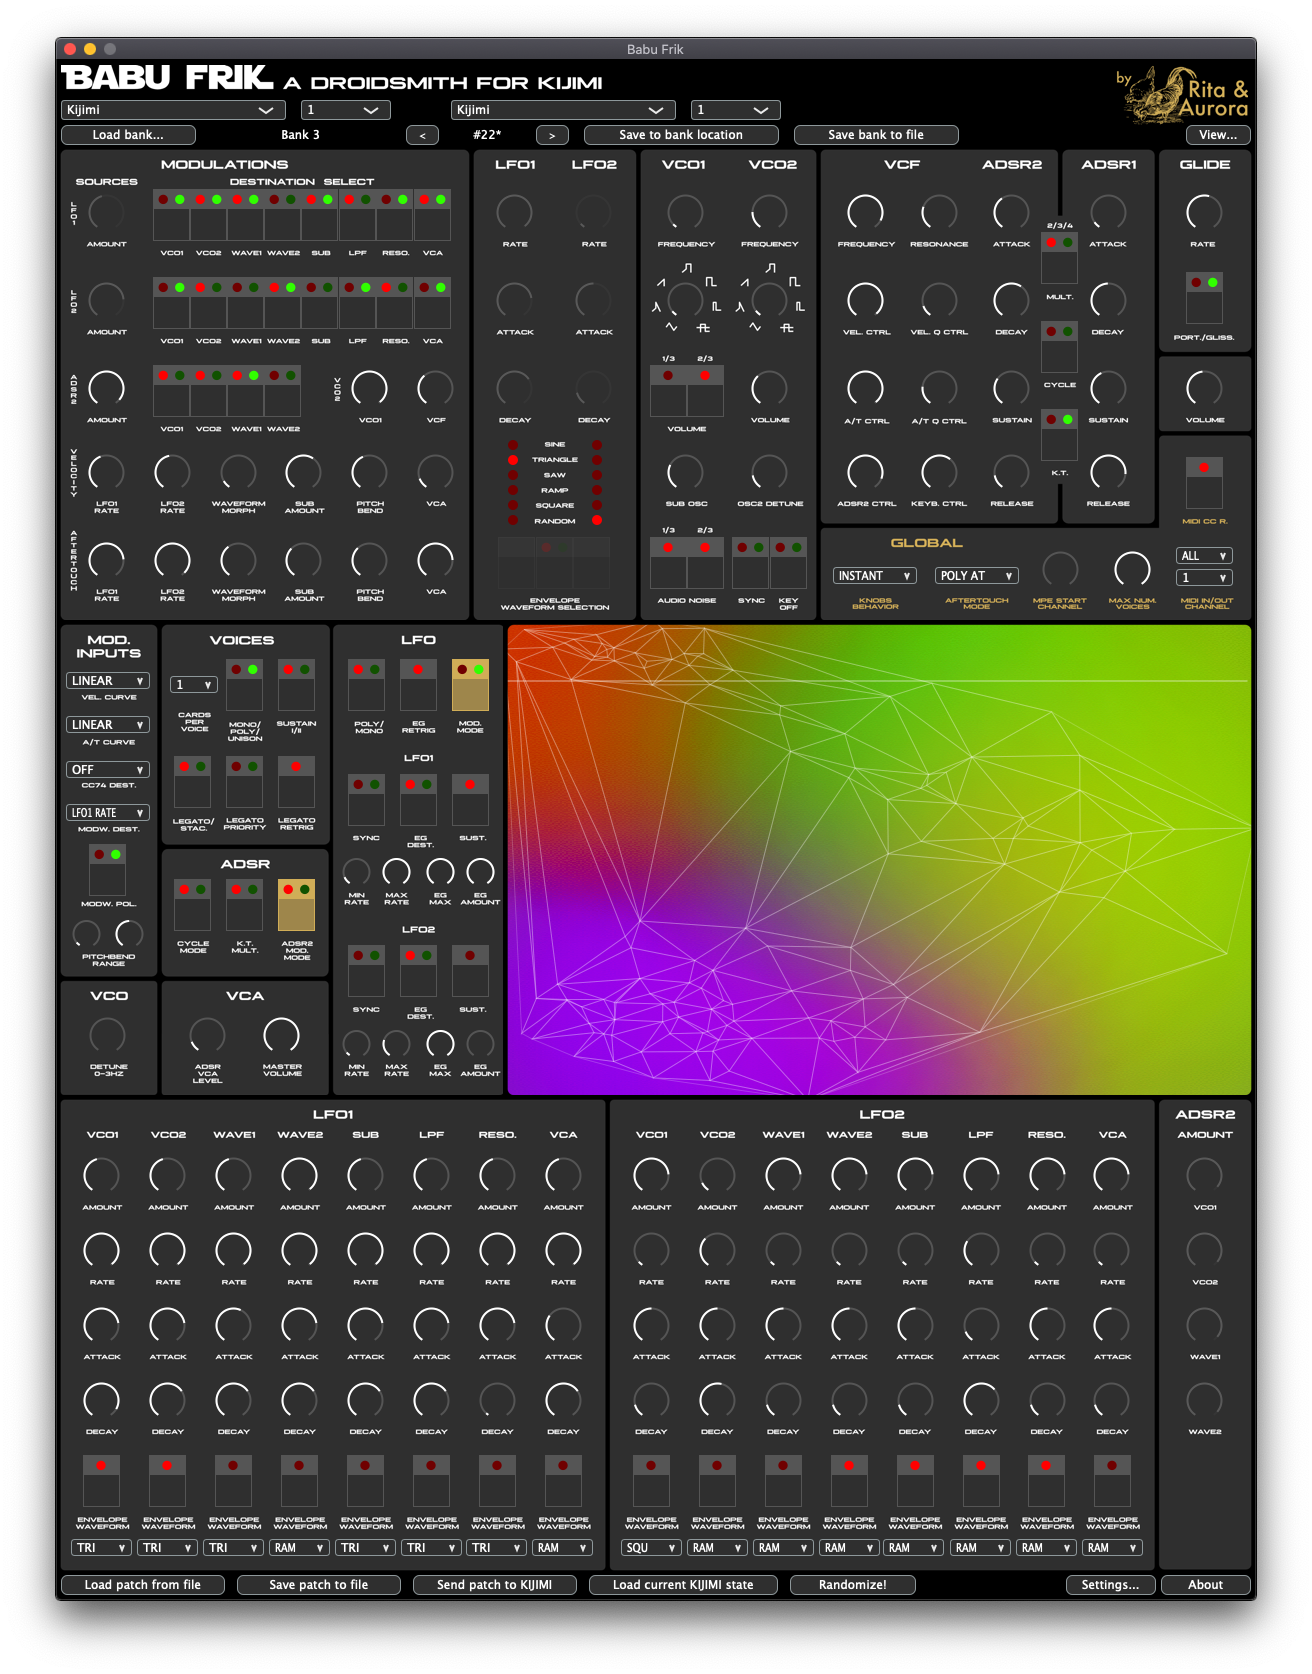 Babu Frik
BABU FRIK A DROIDSMITH FOR KIJIMI
by Rita &
Aurora
Kijimi 1 Kijimi 1
Load bank... Bank 3 < #22* > Save to bank location Save bank to file View...
MODULATIONS
SOURCES DESTINATION SELECT
LFO1
AMOUNT VCO1 VCO2 WAVE1 WAVE2 SUB LPF RESO. VCA
LFO2
AMOUNT VCO1 VCO2 WAVE1 WAVE2 SUB LPF RESO. VCA
ADSR2
AMOUNT VCO1 VCO2 WAVE1 WAVE2
VCO2
VCO1 VCF
VELOCITY
LFO1 RATE LFO2 RATE WAVEFORM MORPH SUB AMOUNT PITCH BEND VCA
AFTERTOUCH
LFO1 RATE LFO2 RATE WAVEFORM MORPH SUB AMOUNT PITCH BEND VCA
LFO1 LFO2
RATE RATE
ATTACK ATTACK
DECAY DECAY
SINE
TRIANGLE
SAW
RAMP
SQUARE
RANDOM
ENVELOPE
WAVEFORM SELECTION
VCO1 VCO2
FREQUENCY FREQUENCY
1/3 2/3
VOLUME VOLUME
SUB OSC OSC2 DETUNE
1/3 2/3
AUDIO NOISE SYNC KEY OFF
VCF ADSR2
FREQUENCY RESONANCE ATTACK
VEL. CTRL VEL. Q CTRL DECAY
A/T CTRL A/T Q CTRL SUSTAIN
ADSR2 CTRL KEYB. CTRL RELEASE
2/3/4
MULT.
CYCLE
K.T.
ADSR1
ATTACK
DECAY
SUSTAIN
RELEASE
GLIDE
RATE
PORT./GLISS.
VOLUME
MIDI CC R.
GLOBAL
INSTANT POLY AT ALL
1
KNOBS BEHAVIOR AFTERTOUCH MODE MPE START CHANNEL MAX NUM. VOICES MIDI IN/OUT CHANNEL
MOD.
INPUTS
LINEAR
VEL. CURVE
LINEAR
A/T CURVE
OFF
CC74 DEST.
LFO1 RATE
MODW. DEST.
MODW. POL.
PITCHBEND
RANGE
VOICES
1
CARDS PER VOICE MONO/ POLY/ UNISON SUSTAIN I/II
LEGATO/ STAC. LEGATO PRIORITY LEGATO RETRIG
ADSR
CYCLE MODE K.T. MULT. ADSR2 MOD. MODE
LFO
POLY/ MONO EG RETRIG MOD. MODE
LFO1
SYNC EG DEST. SUST.
MIN RATE MAX RATE EG MAX EG AMOUNT
LFO2
SYNC EG DEST. SUST.
MIN RATE MAX RATE EG MAX EG AMOUNT
VCO
DETUNE
0-3HZ
VCA
ADSR VCA LEVEL MASTER VOLUME
LFO1
VCO1 VCO2 WAVE1 WAVE2 SUB LPF RESO. VCA
AMOUNT AMOUNT AMOUNT AMOUNT AMOUNT AMOUNT AMOUNT AMOUNT
RATE RATE RATE RATE RATE RATE RATE RATE
ATTACK ATTACK ATTACK ATTACK ATTACK ATTACK ATTACK ATTACK
DECAY DECAY DECAY DECAY DECAY DECAY DECAY DECAY
ENVELOPE ENVELOPE ENVELOPE ENVELOPE ENVELOPE ENVELOPE ENVELOPE ENVELOPE
WAVEFORM WAVEFORM WAVEFORM WAVEFORM WAVEFORM WAVEFORM WAVEFORM WAVEFORM
TRI TRI TRI RAM TRI TRI TRI RAM
LFO2
VCO1 VCO2 WAVE1 WAVE2 SUB LPF RESO. VCA
AMOUNT AMOUNT AMOUNT AMOUNT AMOUNT AMOUNT AMOUNT AMOUNT
RATE RATE RATE RATE RATE RATE RATE RATE
ATTACK ATTACK ATTACK ATTACK ATTACK ATTACK ATTACK ATTACK
DECAY DECAY DECAY DECAY DECAY DECAY DECAY DECAY
ENVELOPE ENVELOPE ENVELOPE ENVELOPE ENVELOPE ENVELOPE ENVELOPE ENVELOPE
WAVEFORM WAVEFORM WAVEFORM WAVEFORM WAVEFORM WAVEFORM WAVEFORM WAVEFORM
SQU RAM RAM RAM RAM RAM RAM RAM
ADSR2
AMOUNT
VCO1
VCO2
WAVE1
WAVE2
Load patch from file Save patch to file Send patch to KIJIMI Load current KIJIMI state Randomize! Settings... About